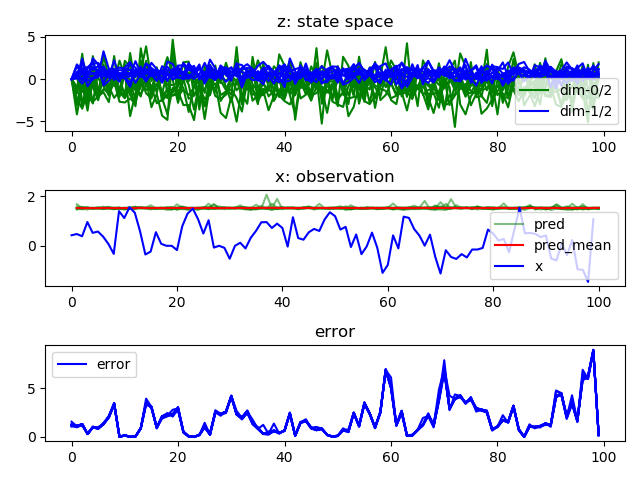 z: state space
5
0
−5
dim-0/2
dim-1/2
0 20 40 60 80 100
x: observation
2
0
pred
pred_mean
x
0 20 40 60 80 100
error
error
5
0
0 20 40 60 80 100